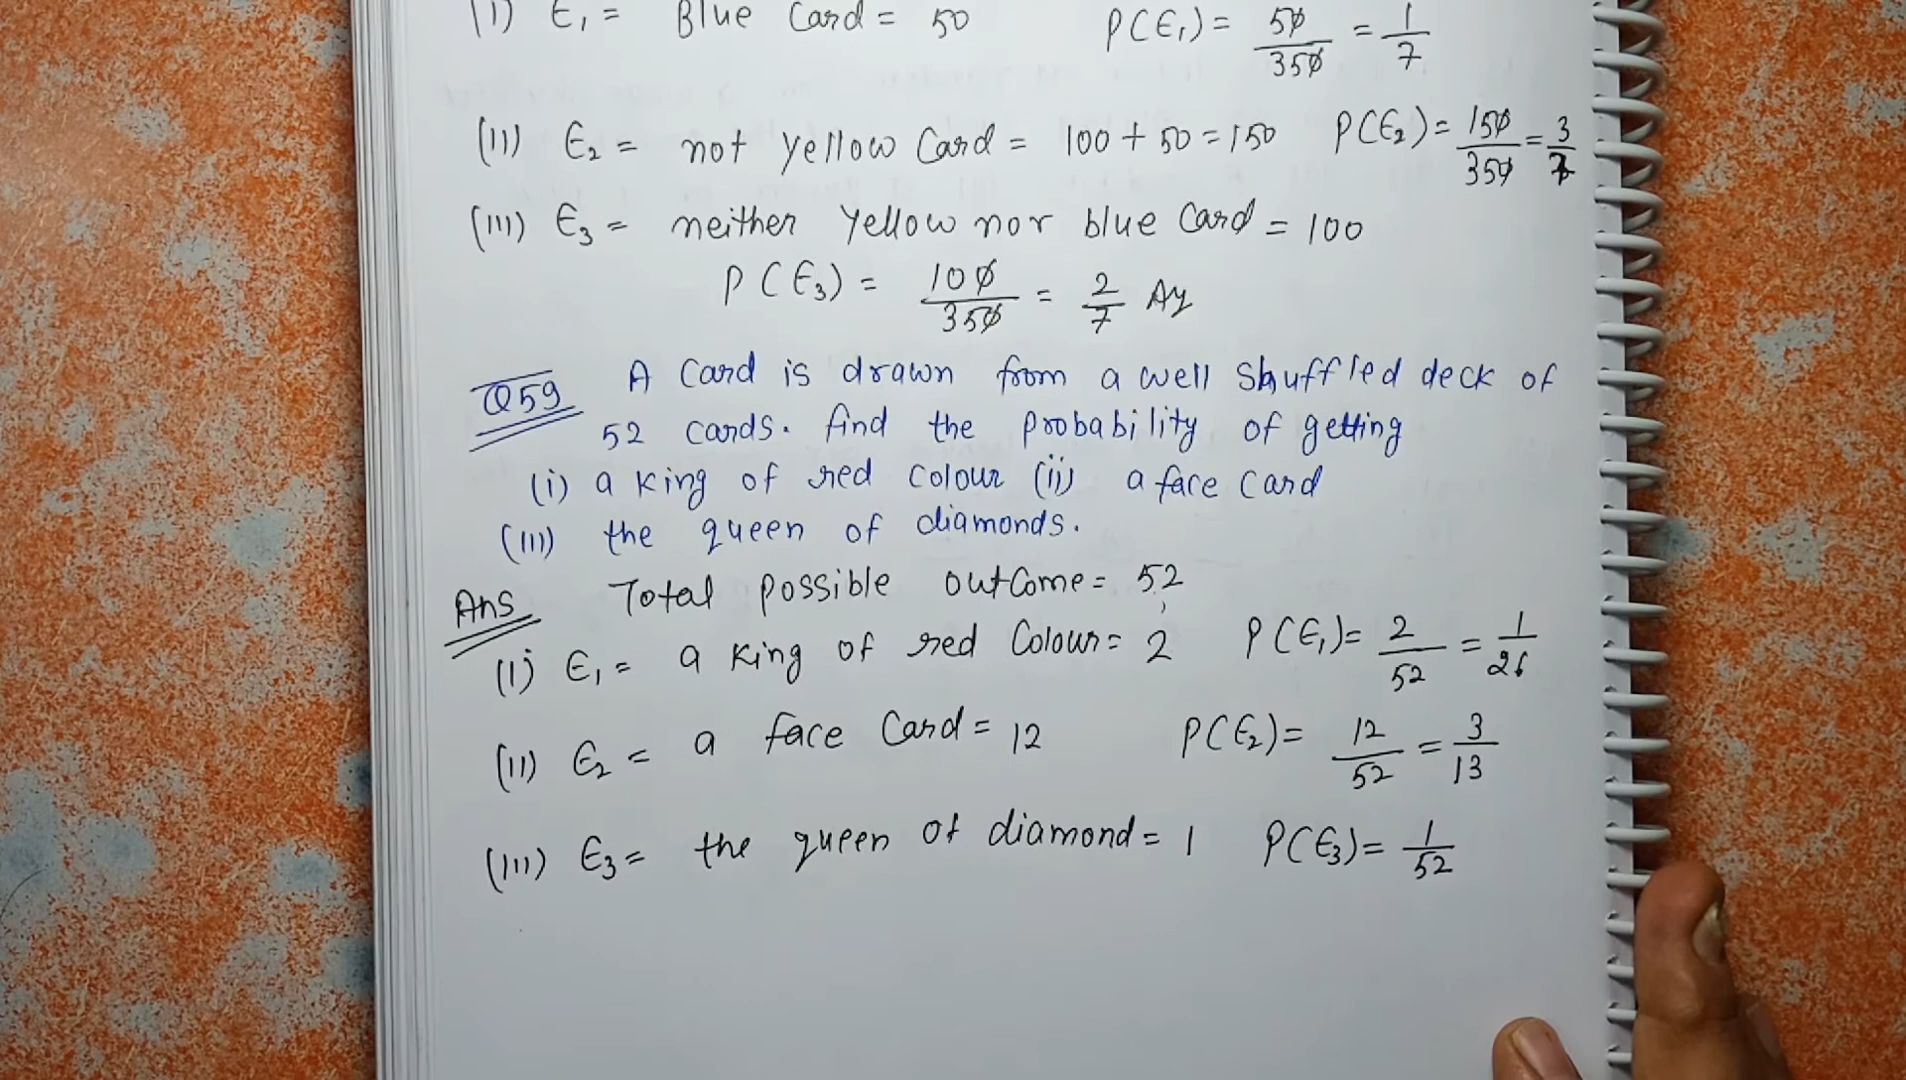 (i) E₁ = Blue Card = 50 P(E₁) = 50/350 = 1/7
(ii) E₂ = not yellow Card = 100 + 50 = 150 P(E₂) = 150/350 = 3/7
(iii) E₃ = neither Yellow nor blue Card = 100
P(E₃) = 100/350 = 2/7
Q59 A Card is drawn from a well shuffled deck of
52 cards. find the probability of getting
(i) a king of red colour (ii) a face Card
(iii) the queen of diamonds.
Ans Total possible outCome = 52
(i) E₁ = a King of red Colour = 2 P(E₁) = 2/52 = 1/26
(ii) E₂ = a face Card = 12 P(E₂) = 12/52 = 3/13
(iii) E₃ = the queen of diamond = 1 P(E₃) = 1/52